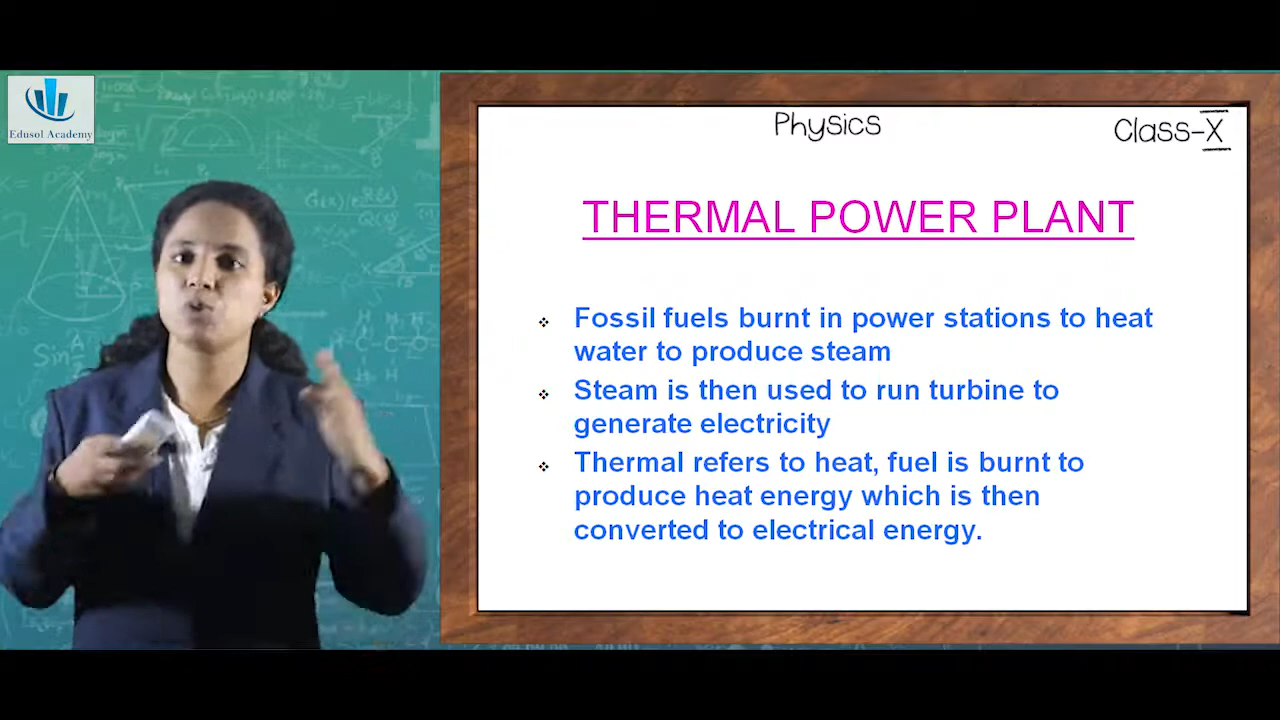 Edusol Academy
Physics
Class-X
THERMAL POWER PLANT
Fossil fuels burnt in power stations to heat
water to produce steam
Steam is then used to run turbine to
generate electricity
Thermal refers to heat, fuel is burnt to
produce heat energy which is then
converted to electrical energy.